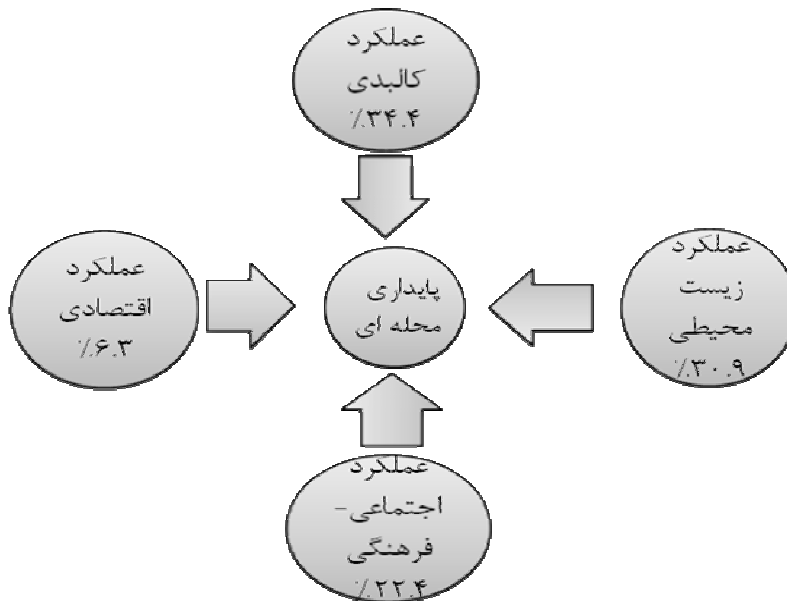 عملکرد
کالبدی
٪۳۴.۴
عملکرد
زیست
محیطی
٪۳۰.۹
پایداری
محله ای
عملکرد
اقتصادی
٪۶.۳
عملکرد
اجتماعی-
فرهنگی
٪۲۲.۴